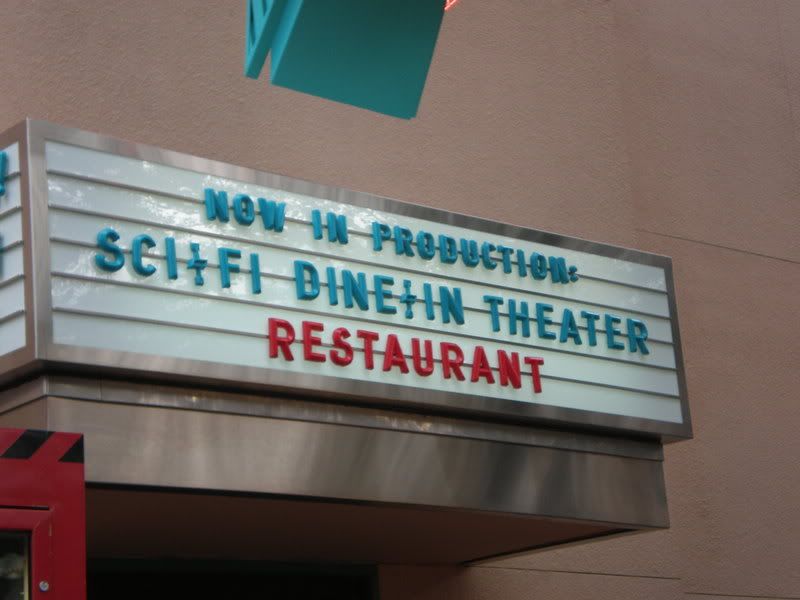 NOW IN PRODUCTION:
SCI-FI DINE-IN THEATER
RESTAURANT